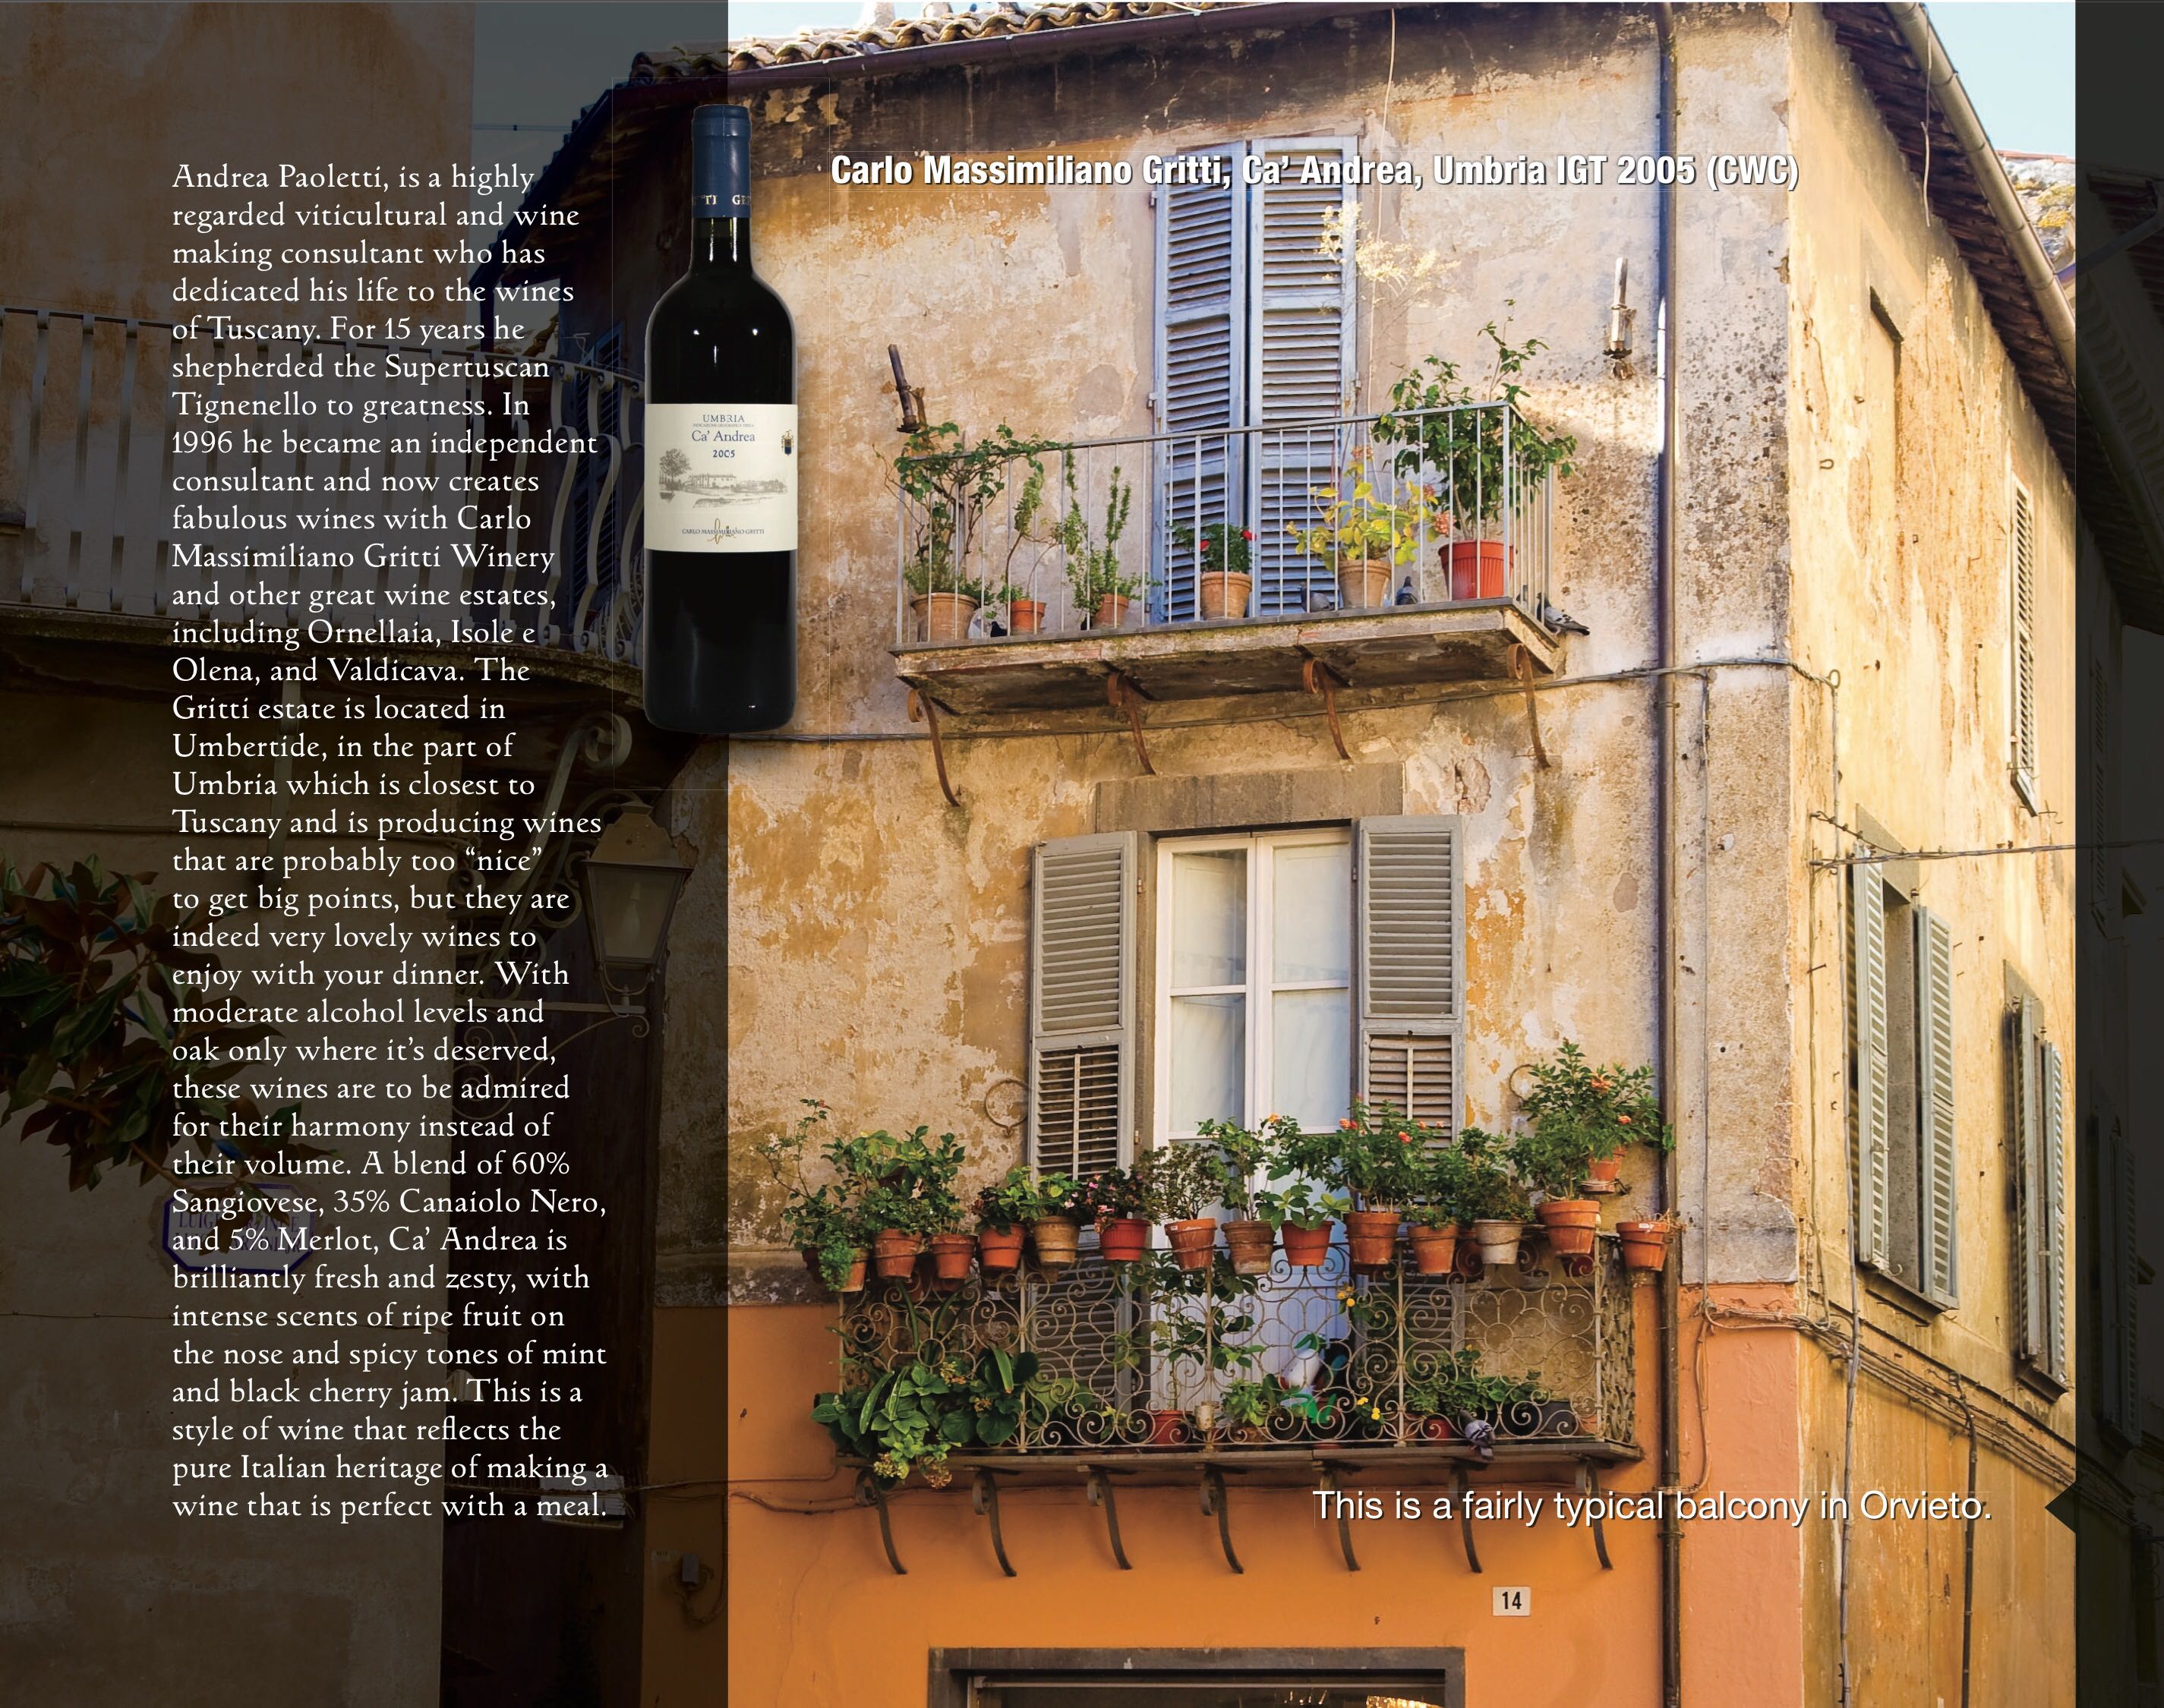 Andrea Paoletti, is a highly
regarded viticultural and wine
making consultant who has
dedicated his life to the wines
of Tuscany. For 15 years he
shepherded the Supertuscan
Tignenello to greatness. In
1996 he became an independent
consultant and now creates
fabulous wines with Carlo
Massimiliano Gritti Winery
and other great wine estates,
including Ornellaia, Isole e
Olena, and Valdicava. The
Gritti estate is located in
Umbertide, in the part of
Umbria which is closest to
Tuscany and is producing wines
that are probably too “nice”
to get big points, but they are
indeed very lovely wines to
enjoy with your dinner. With
moderate alcohol levels and
oak only where it’s deserved,
these wines are to be admired
for their harmony instead of
their volume. A blend of 60%
Sangiovese, 35% Canaiolo Nero,
and 5% Merlot, Ca’ Andrea is
brilliantly fresh and zesty, with
intense scents of ripe fruit on
the nose and spicy tones of mint
and black cherry jam. This is a
style of wine that reflects the
pure Italian heritage of making a
wine that is perfect with a meal.
UMBRIA
Ca’ Andrea
2005
CARLO MASSIMILIANO GRITTI
Carlo Massimiliano Gritti, Ca’ Andrea, Umbria IGT 2005 (CWC)
This is a fairly typical balcony in Orvieto.
14